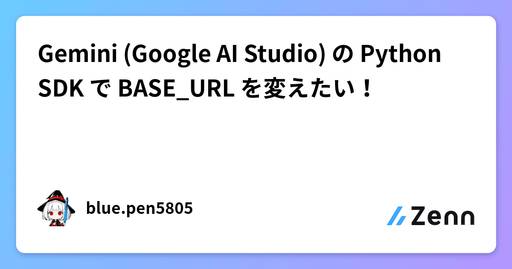 Gemini (Google AI Studio) の Python
SDK で BASE_URL を変えたい！
blue.pen5805
Zenn